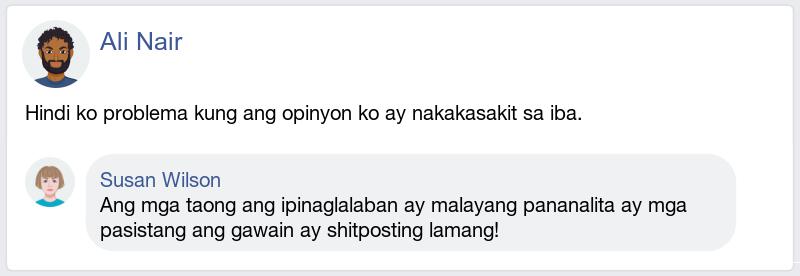 Ali Nair
Hindi ko problema kung ang opinyon ko ay nakakasakit sa iba.
Susan Wilson
Ang mga taong ang ipinaglalaban ay malayang pananalita ay mga
pasistang ang gawain ay shitposting lamang!